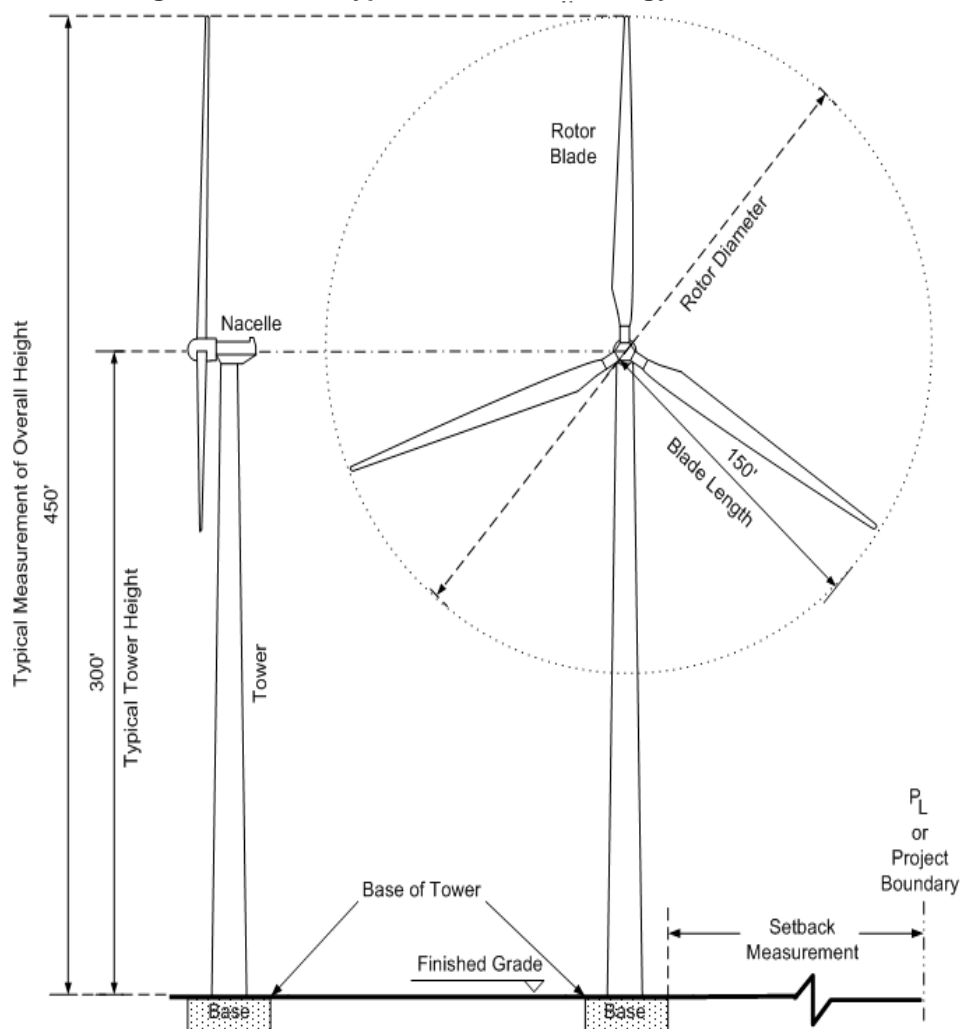 Rotor
Blade
Rotor Diameter
Nacelle
150'
Blade Length
Typical Measurement of Overall Height
450'
300'
Typical Tower Height
Tower
PL
or
Project
Boundary
Base of Tower
Setback
Measurement
Finished Grade
Base
Base